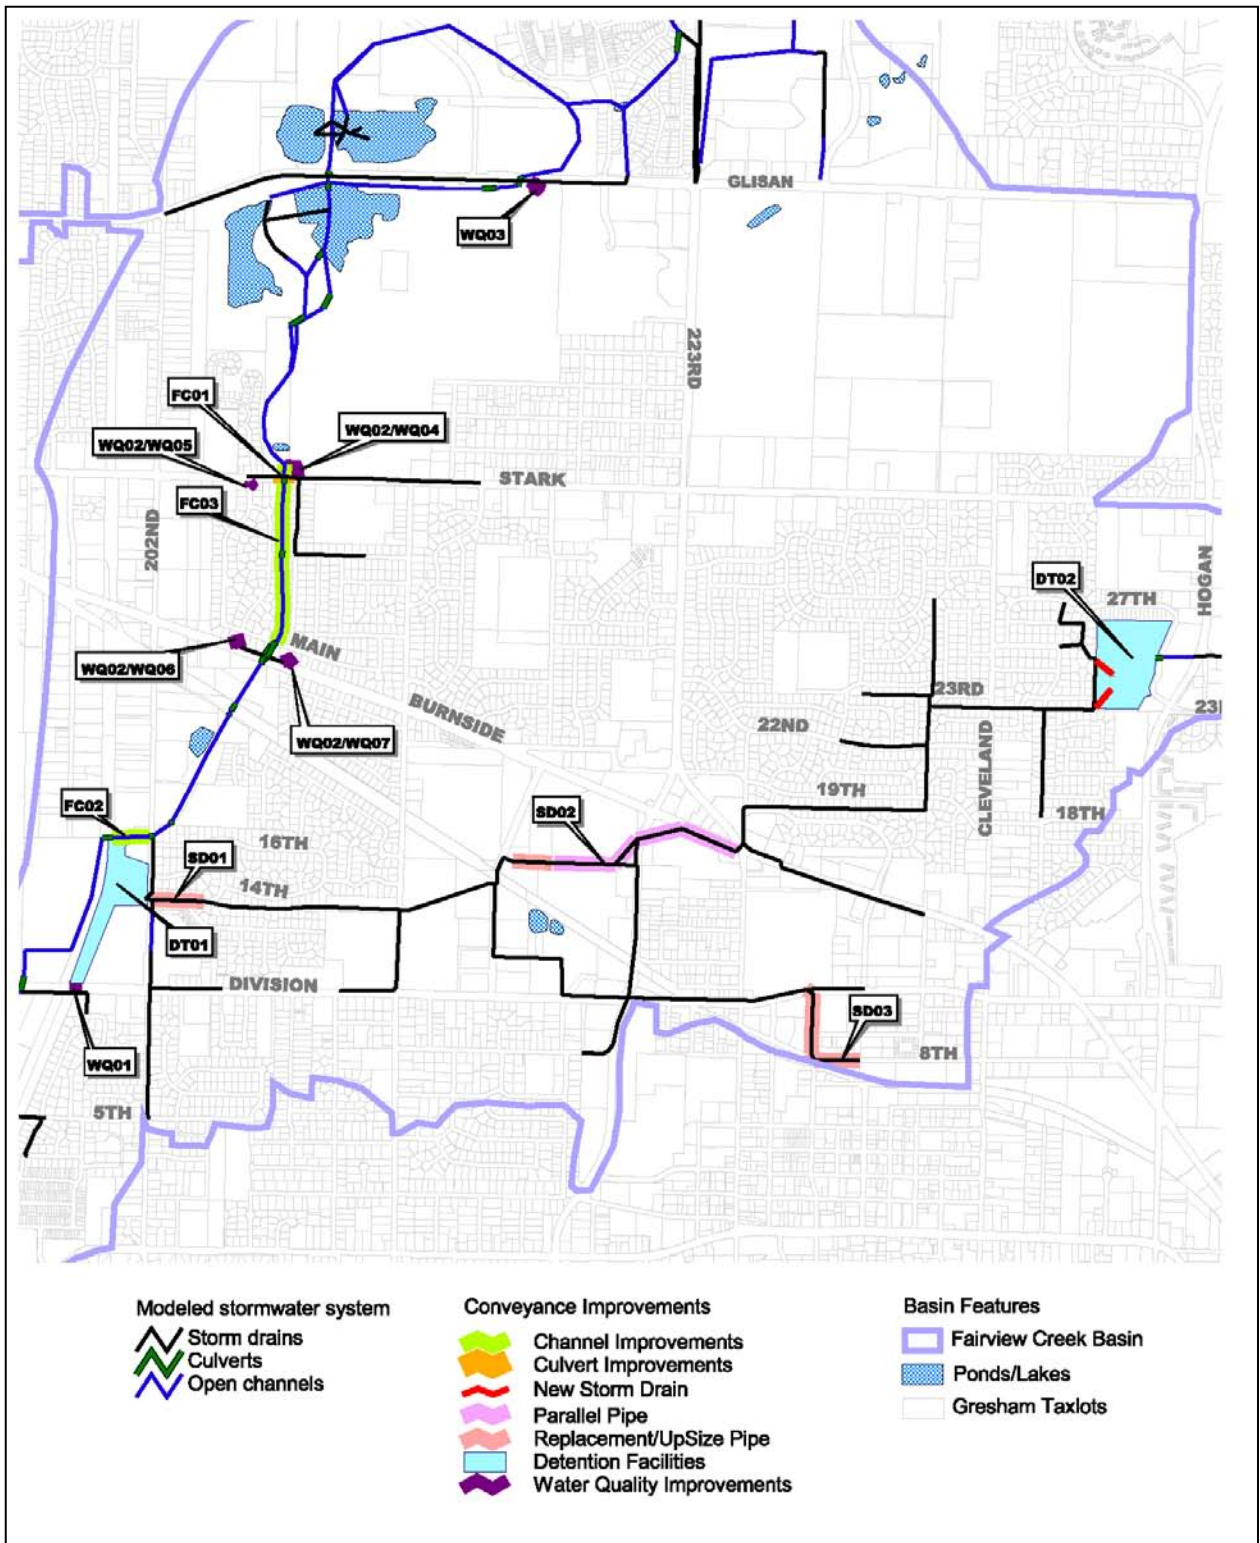 GLISAN
WQ03
223RD
FC01
WQ02/WQ04
WQ02/WQ05
STARK
FC03
202ND
HOGAN
DT02
27TH
MAIN
WQ02/WQ06
23RD
BURNSIDE
22ND
WQ02/WQ07
CLEVELAND
19TH
FC02
SD02
18TH
16TH
SD01
14TH
DT01
DIVISION
SD03
WQ01
8TH
5TH
Modeled stormwater system
Storm drains
Culverts
Open channels
Conveyance Improvements
Channel Improvements
Culvert Improvements
New Storm Drain
Parallel Pipe
Replacement/UpSize Pipe
Detention Facilities
Water Quality Improvements
Basin Features
Fairview Creek Basin
Ponds/Lakes
Gresham Taxlots